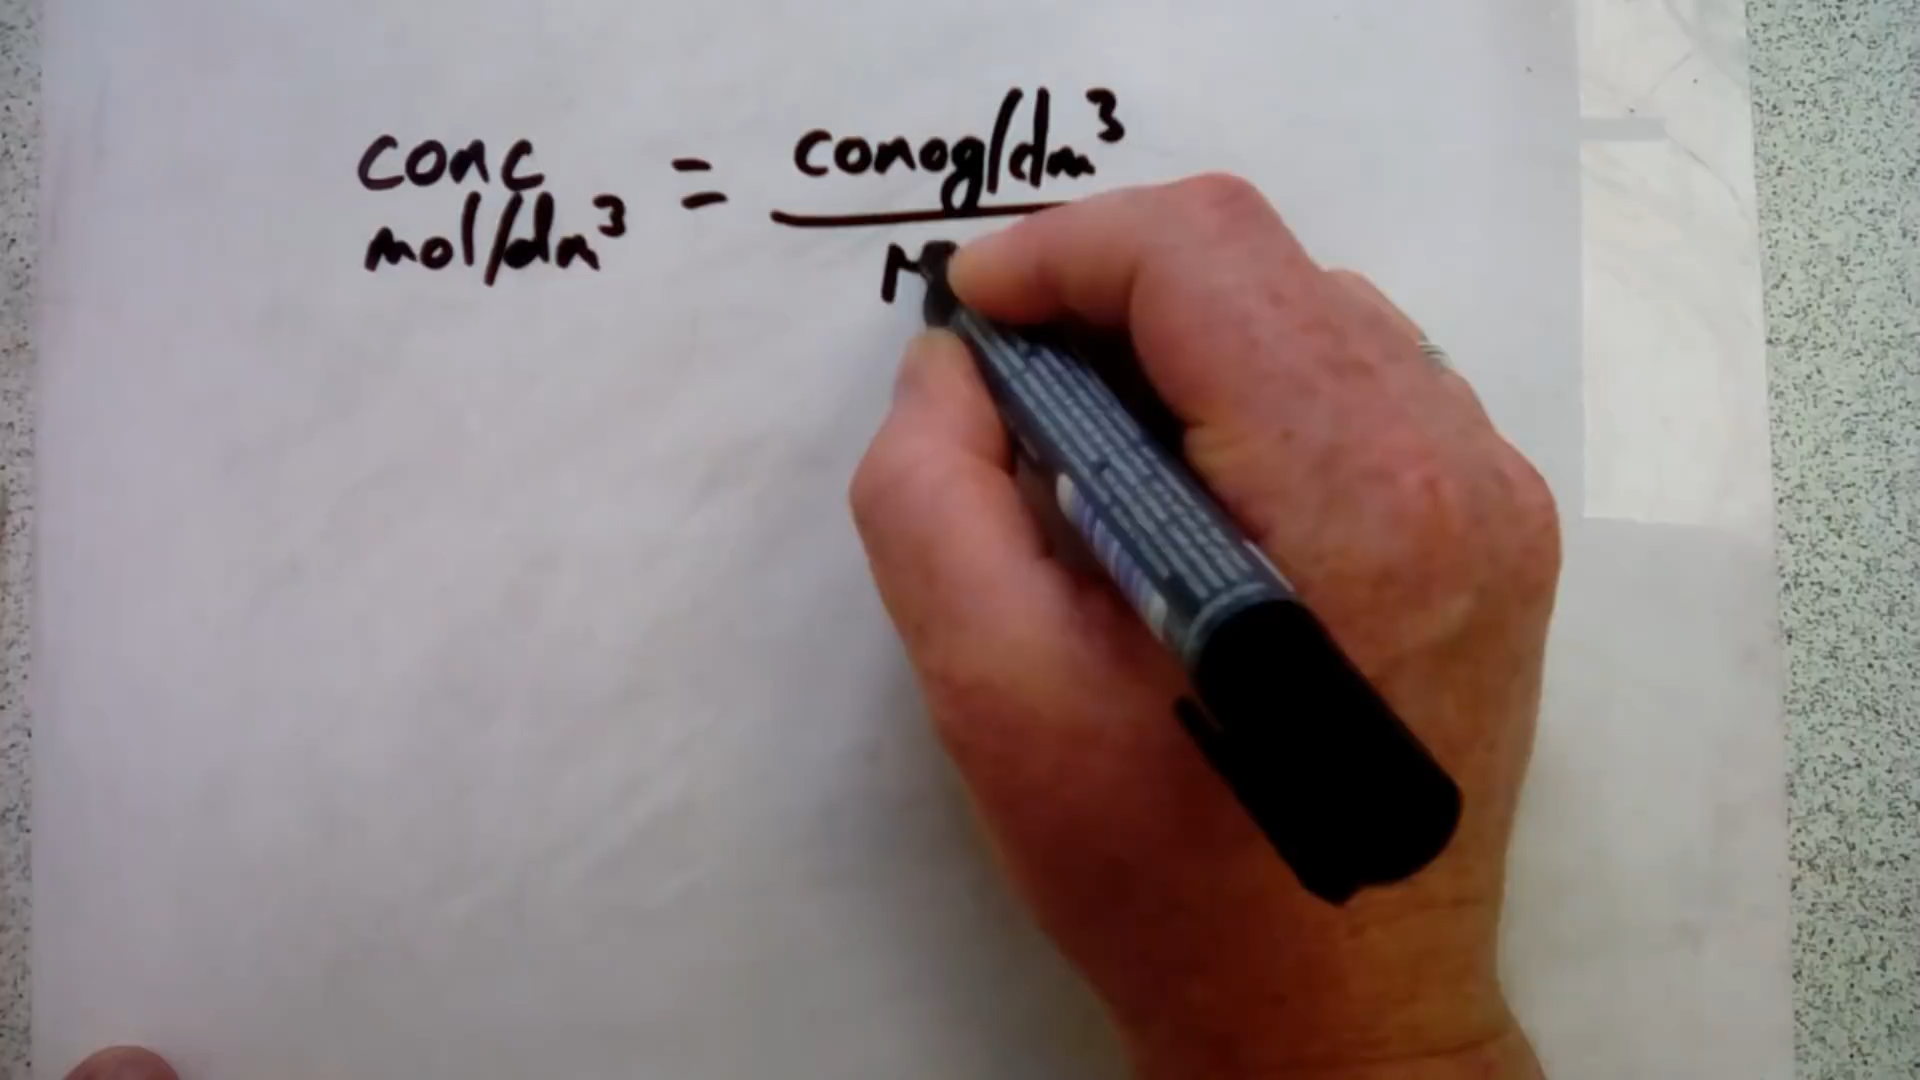 conc = conc g/dm³
mol/dm³
M